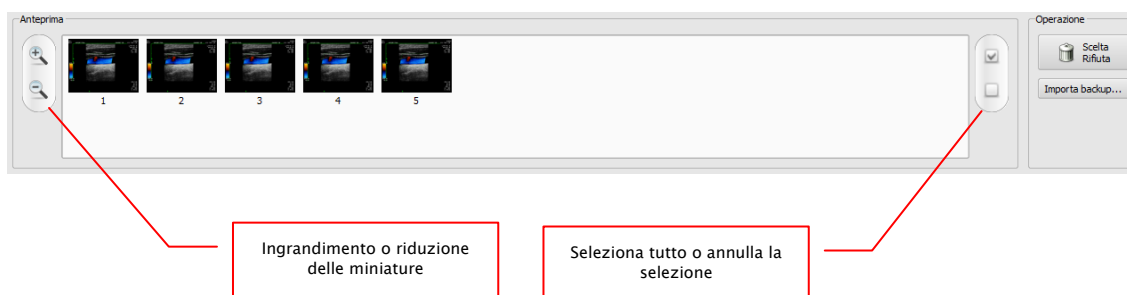 Anteprima
1
2
3
4
5
Operazione
Scelta
Rifiuta
Importa backup...
Ingrandimento o riduzione
delle miniature
Seleziona tutto o annulla la
selezione